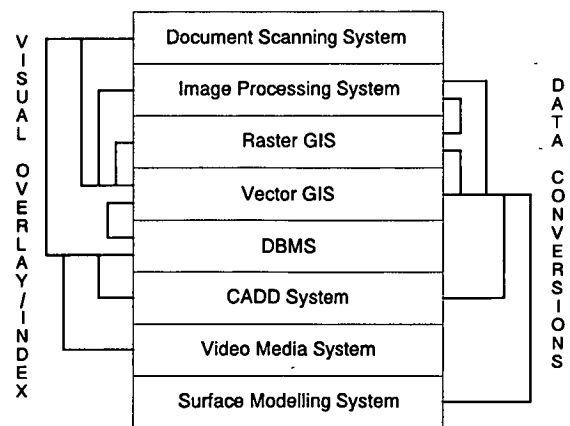 VISUAL OVERLAY/INDEX
Document Scanning System
Image Processing System
Raster GIS
Vector GIS
DBMS
CADD System
Video Media System
Surface Modelling System
DATA CONVERSIONS